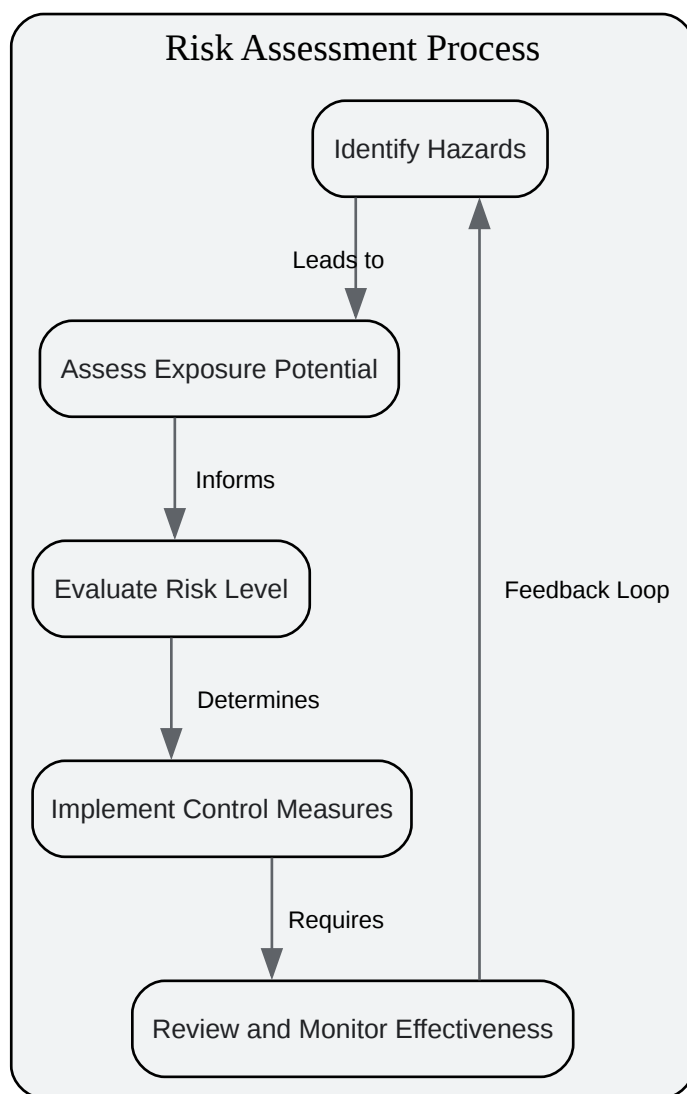 Risk Assessment Process
Identify Hazards
Leads to
Assess Exposure Potential
Informs
Evaluate Risk Level
Feedback Loop
Determines
Implement Control Measures
Requires
Review and Monitor Effectiveness